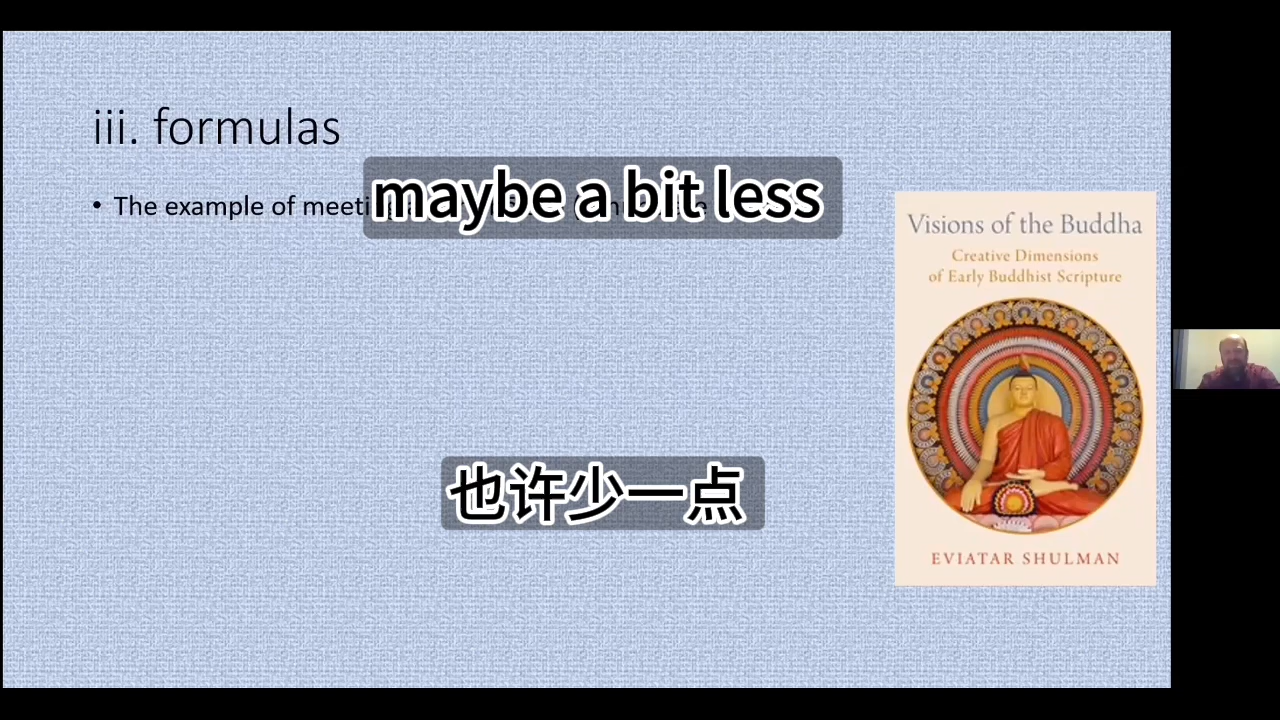 iii. formulas
• The example of meeti
maybe a bit less
也许少一点
Visions of the Buddha
Creative Dimensions
of Early Buddhist Scripture
EVIATAR SHULMAN